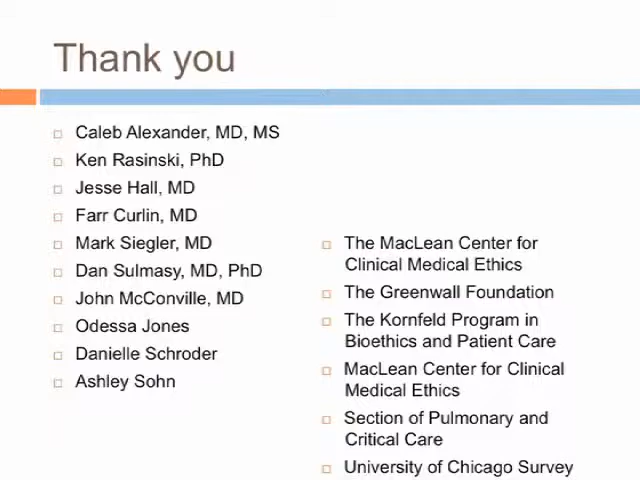 Thank you
Caleb Alexander, MD, MS
Ken Rasinski, PhD
Jesse Hall, MD
Farr Curlin, MD
Mark Siegler, MD
Dan Sulmasy, MD, PhD
John McConville, MD
Odessa Jones
Danielle Schroder
Ashley Sohn
The MacLean Center for
Clinical Medical Ethics
The Greenwall Foundation
The Kornfeld Program in
Bioethics and Patient Care
MacLean Center for Clinical
Medical Ethics
Section of Pulmonary and
Critical Care
University of Chicago Survey